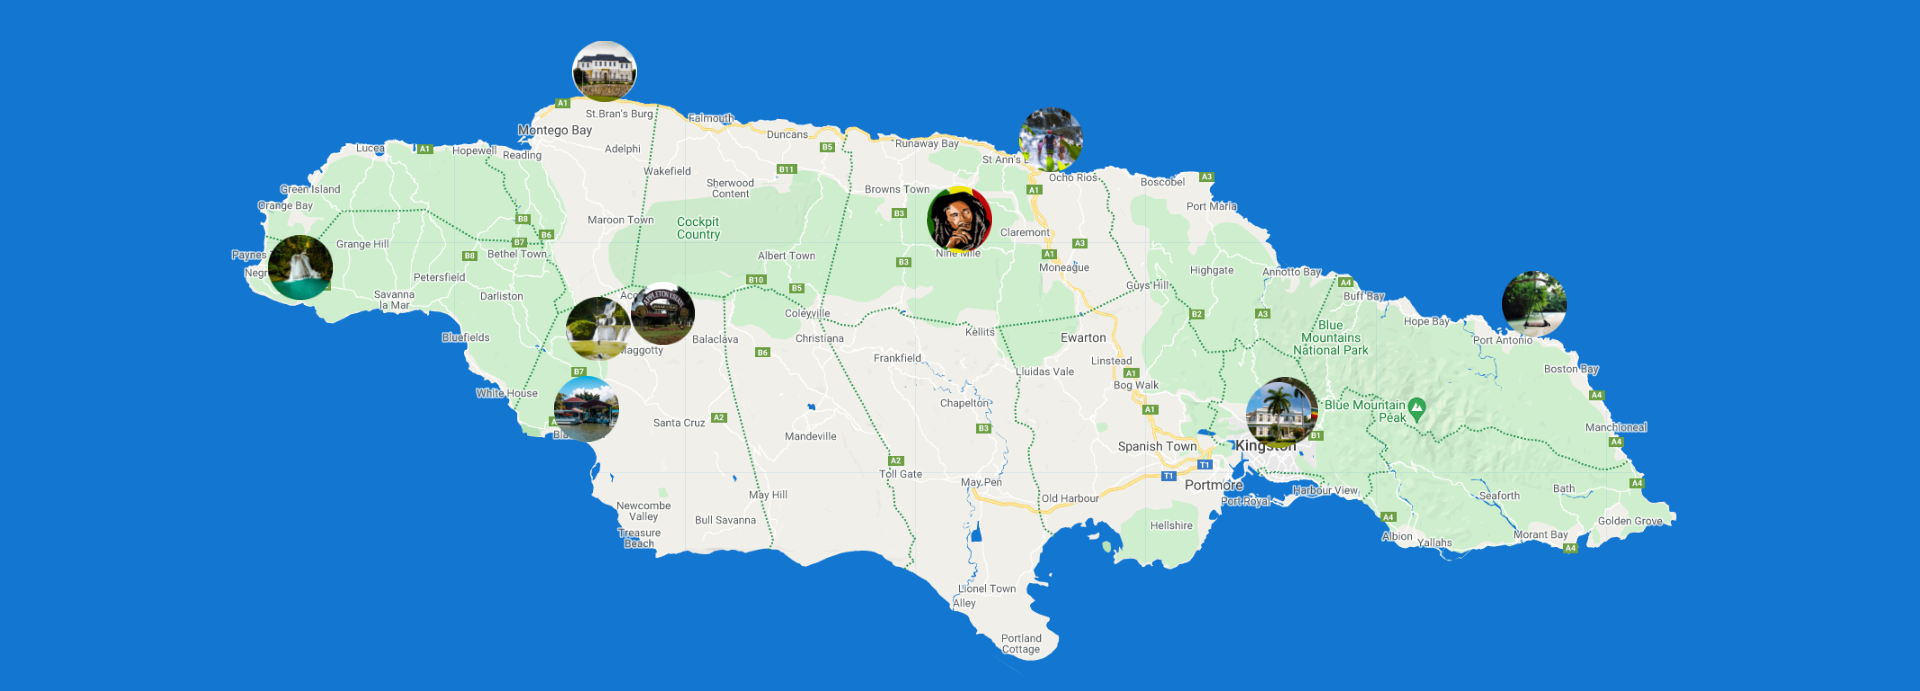 A1
St.Bran's Burg
Falmouth
Montego Bay
Duncans
B5
Runaway Bay
Lucea
A1
Hopewell
Reading
Adelphi
St Ann's
Wakefield
B11
Ocho Rios
Sherwood
Content
Browns Town
A1
Boscobel
A3
Green Island
Orange Bay
B8
Maroon Town
Cockpit
Country
B3
Port Maria
B6
B7
Claremont
A3
Grange Hill
Paynes
B8
Bethel Town
Albert Town
B3
Nine Mile
A1
Moneague
Highgate
Annotto Bay
Negr
Petersfield
B10
B5
Guys Hill
A4
Buff Bay
Savanna
la Mar
Darliston
Acc
APPLETON ESTATE
Coleyville
B2
A3
Hope Bay
Blue
Mountains
National Park
Bluefields
Balaclava
Christiana
Kellits
Ewarton
Port Antonio
Maggotty
B6
Frankfield
Linstead
Boston Bay
B7
Lluidas Vale
A1
Bog Walk
White House
Chapelton
A1
Blue Mountain
Peak
A4
A
Bla
Santa Cruz
A2
B3
Mandeville
B1
Manchioneal
Spanish Town
Kingston
A4
A2
T1
Toll Gate
T1
May Pen
Portmore
A4
May Hill
Old Harbour
Port Royal
Harbour View
Seaforth
Bath
Newcombe
Valley
Bull Savanna
Hellshire
A4
Golden Grove
Treasure
Beach
Albion
Yallahs
Morant Bay
A4
Lionel Town
Alley
Portland
Cottage